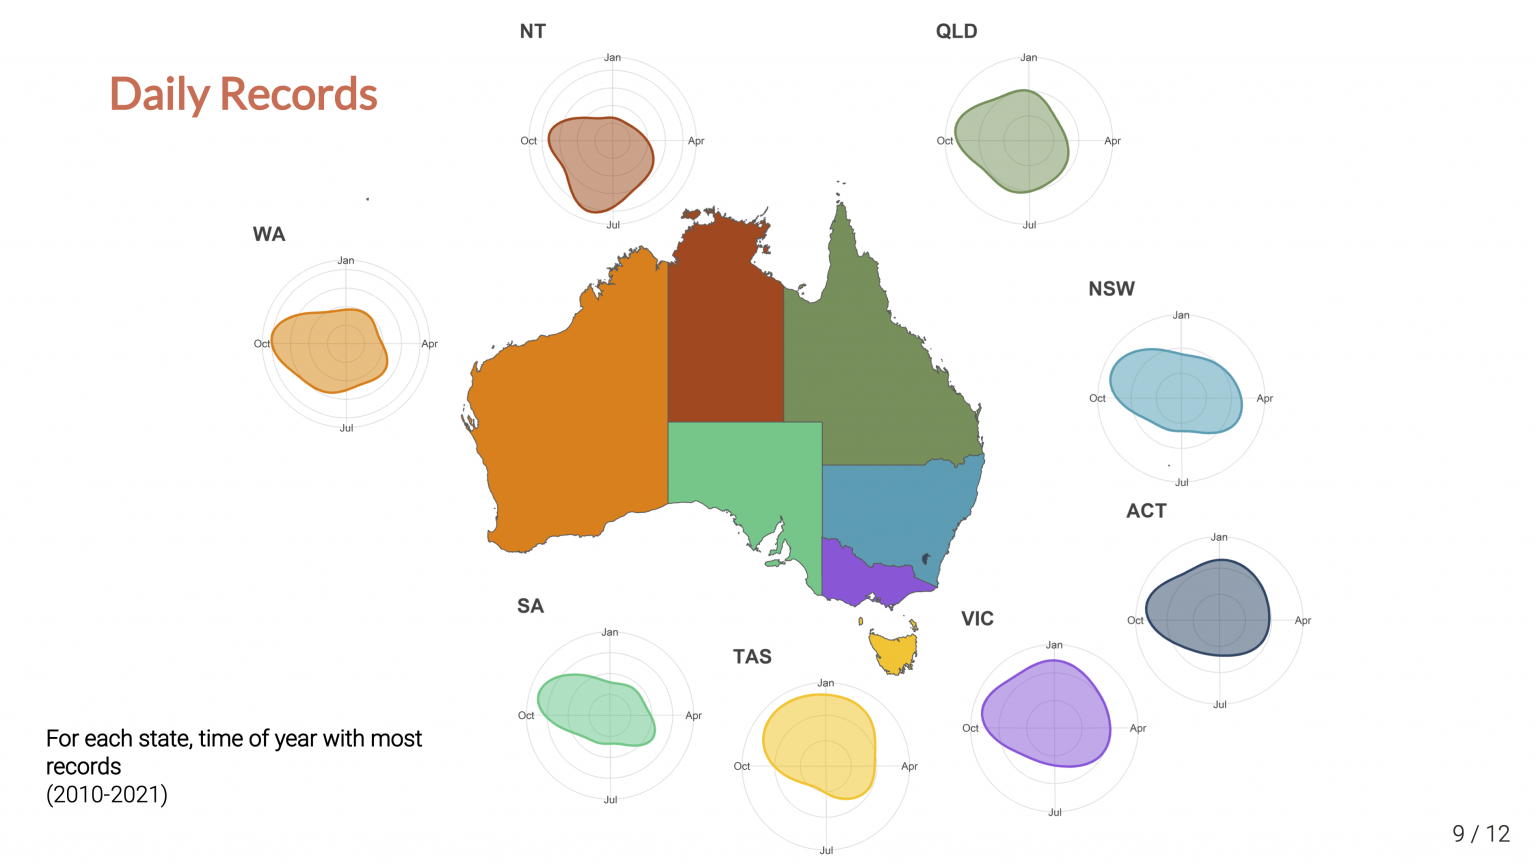 Daily Records
NT
Jan
Oct
Apr
Jul
QLD
Jan
Oct
Apr
Jul
WA
Jan
Oct
Apr
Jul
NSW
Jan
Oct
Apr
Jul
ACT
Jan
Oct
Apr
Jul
SA
Jan
Oct
Apr
Jul
TAS
Jan
Oct
Apr
Jul
VIC
Jan
Oct
Apr
Jul
For each state, time of year with most
records
(2010-2021)
9 / 12